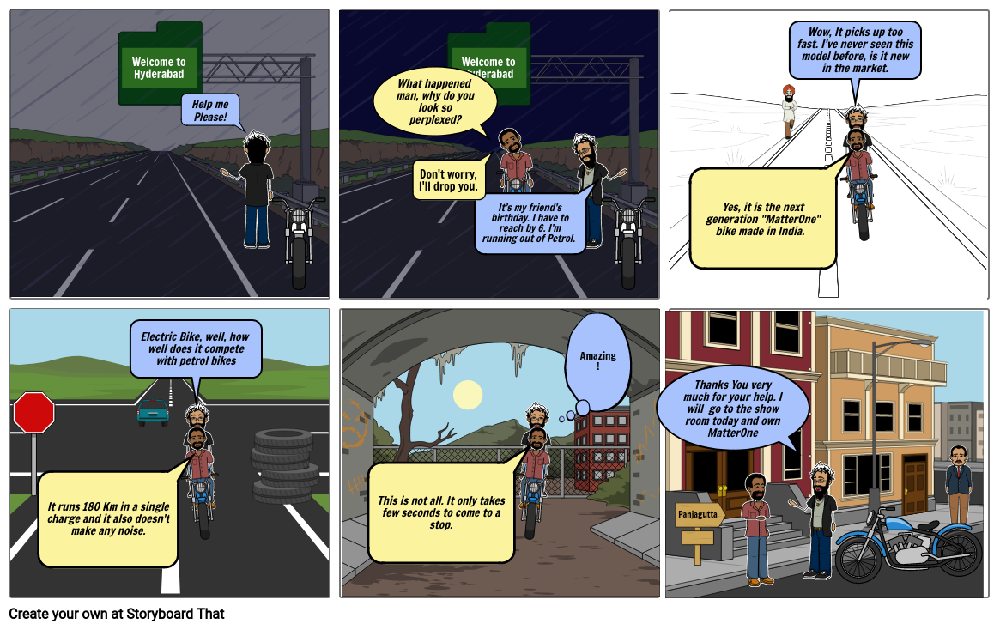 Welcome to
Hyderabad
Help me
Please!
Welcome to
Hyderabad
What happened
man, why do you
look so
perplexed?
Don't worry,
I'll drop you.
It's my friend's
birthday. I have to
reach by 6. I'm
running out of Petrol.
Wow, It picks up too
fast. I've never seen this
model before, is it new
in the market.
Yes, it is the next
generation "MatterOne"
bike made in India.
Electric Bike, well, how
well does it compete
with petrol bikes
It runs 180 Km in a single
charge and it also doesn't
make any noise.
Amazing
!
This is not all. It only takes
few seconds to come to a
stop.
Thanks You very
much for your help. I
will go to the show
room today and own
MatterOne
Panjagutta
Create your own at Storyboard That